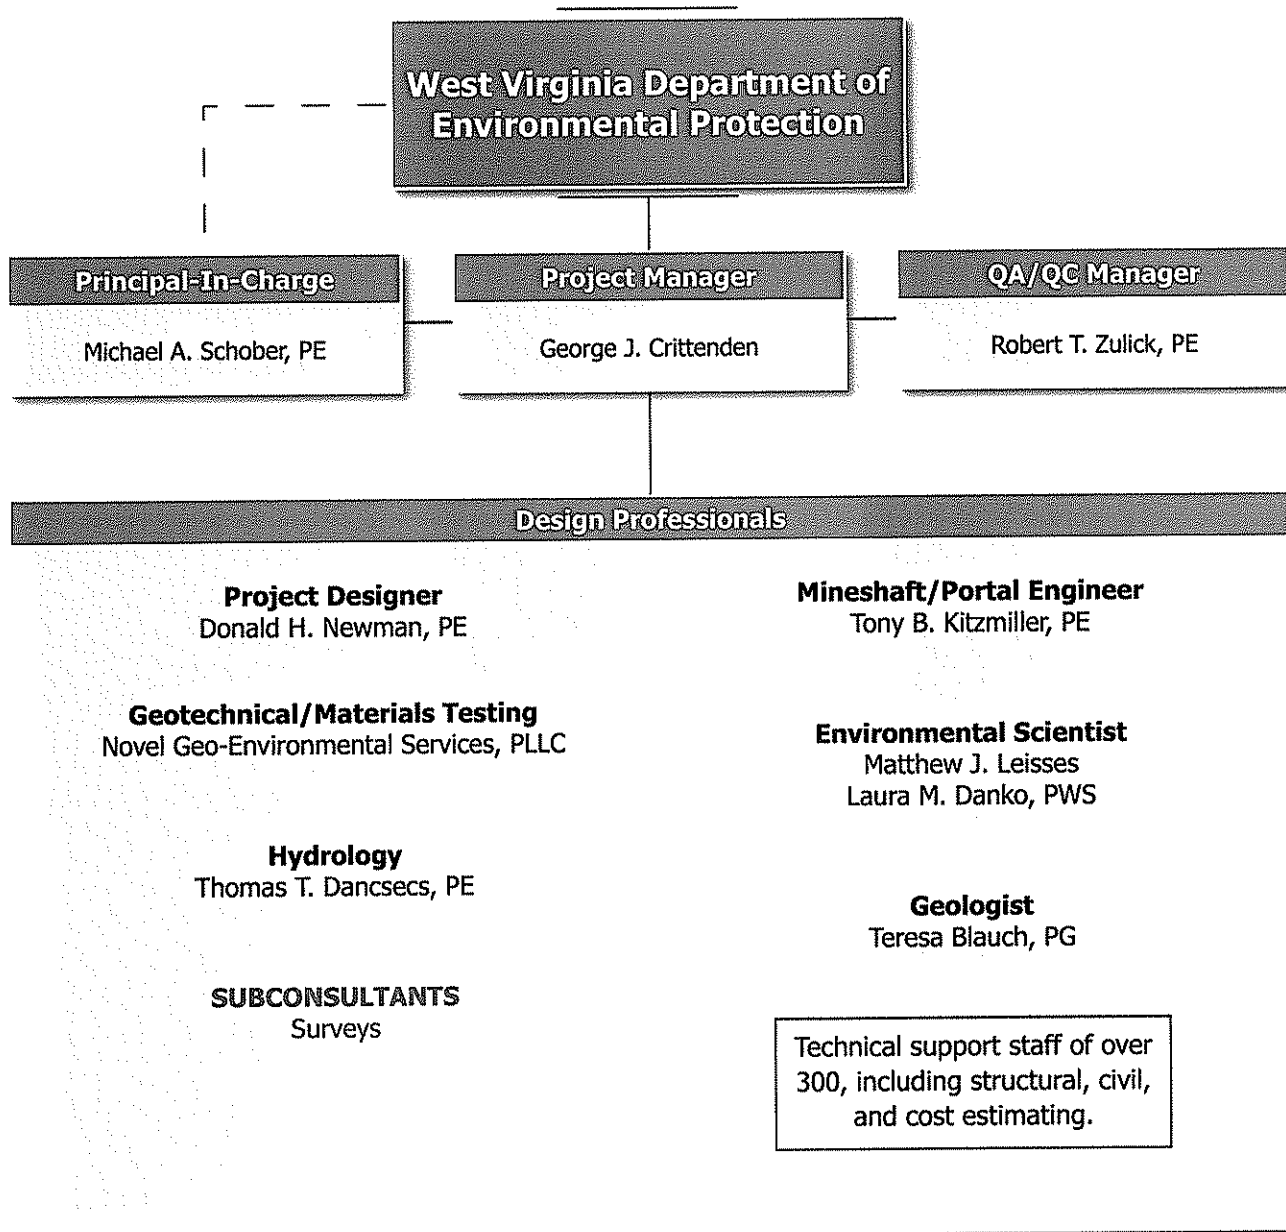 West Virginia Department of
Environmental Protection
Principal-In-Charge
Michael A. Schober, PE
Project Manager
George J. Crittenden
QA/QC Manager
Robert T. Zulick, PE
Design Professionals
Project Designer
Donald H. Newman, PE
Geotechnical/Materials Testing
Novel Geo-Environmental Services, PLLC
Hydrology
Thomas T. Dancsecs, PE
SUBCONSULTANTS
Surveys
Mineshaft/Portal Engineer
Tony B. Kitzmiller, PE
Environmental Scientist
Matthew J. Leisses
Laura M. Danko, PWS
Geologist
Teresa Blauch, PG
Technical support staff of over
300, including structural, civil,
and cost estimating.